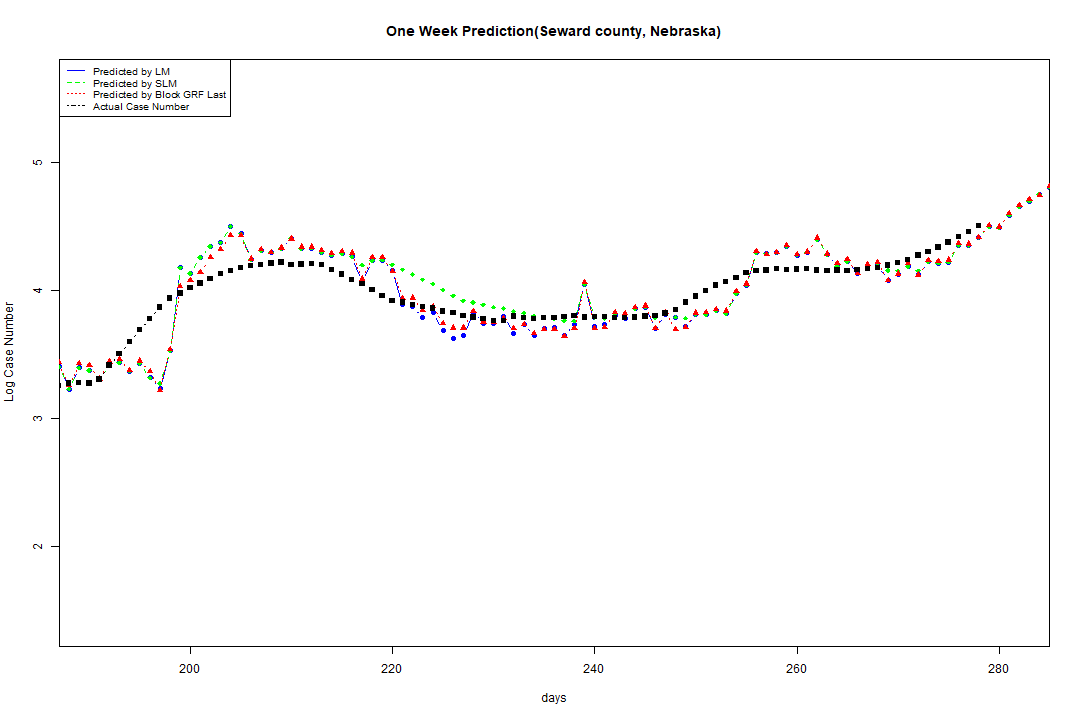 One Week Prediction(Seward county, Nebraska)
Predicted by LM
Predicted by SLM
Predicted by Block GRF Last
Actual Case Number
5
4
3
2
Log Case Number
200 220 240 260 280
days